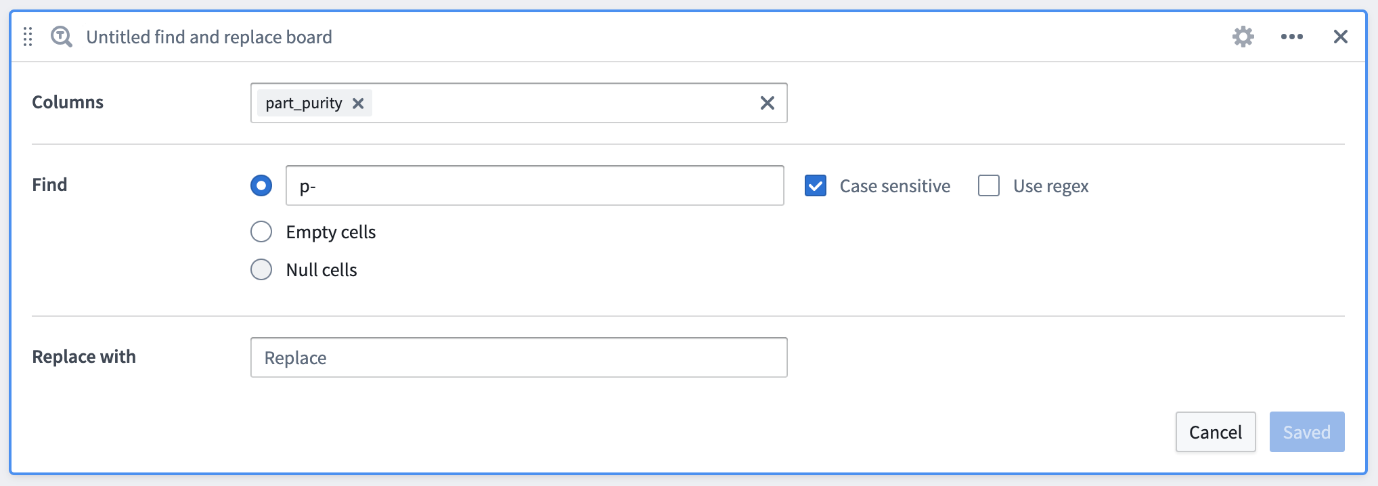 Untitled find and replace board
Columns
part_purity
Find
p-
Case sensitive
Use regex
Empty cells
Null cells
Replace with
Replace
Cancel
Saved